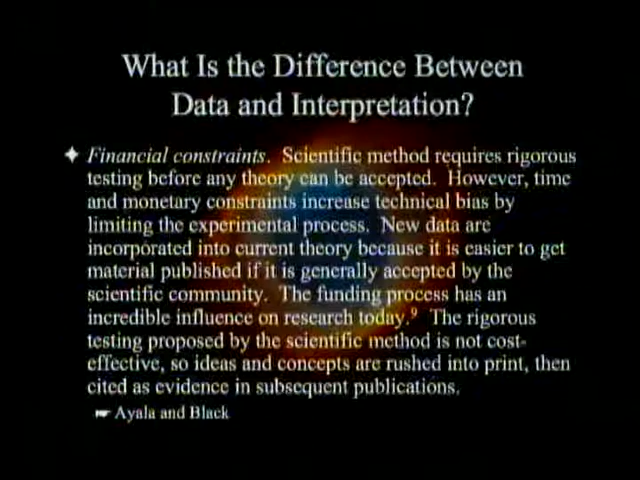 What Is the Difference Between
Data and Interpretation?
Financial constraints. Scientific method requires rigorous
testing before any theory can be accepted. However, time
and monetary constraints increase technical bias by
limiting the experimental process. New data are
incorporated into current theory because it is easier to get
material published if it is generally accepted by the
scientific community. The funding process has an
incredible influence on research today.9 The rigorous
testing proposed by the scientific method is not cost-
effective, so ideas and concepts are rushed into print, then
cited as evidence in subsequent publications.
Ayala and Black